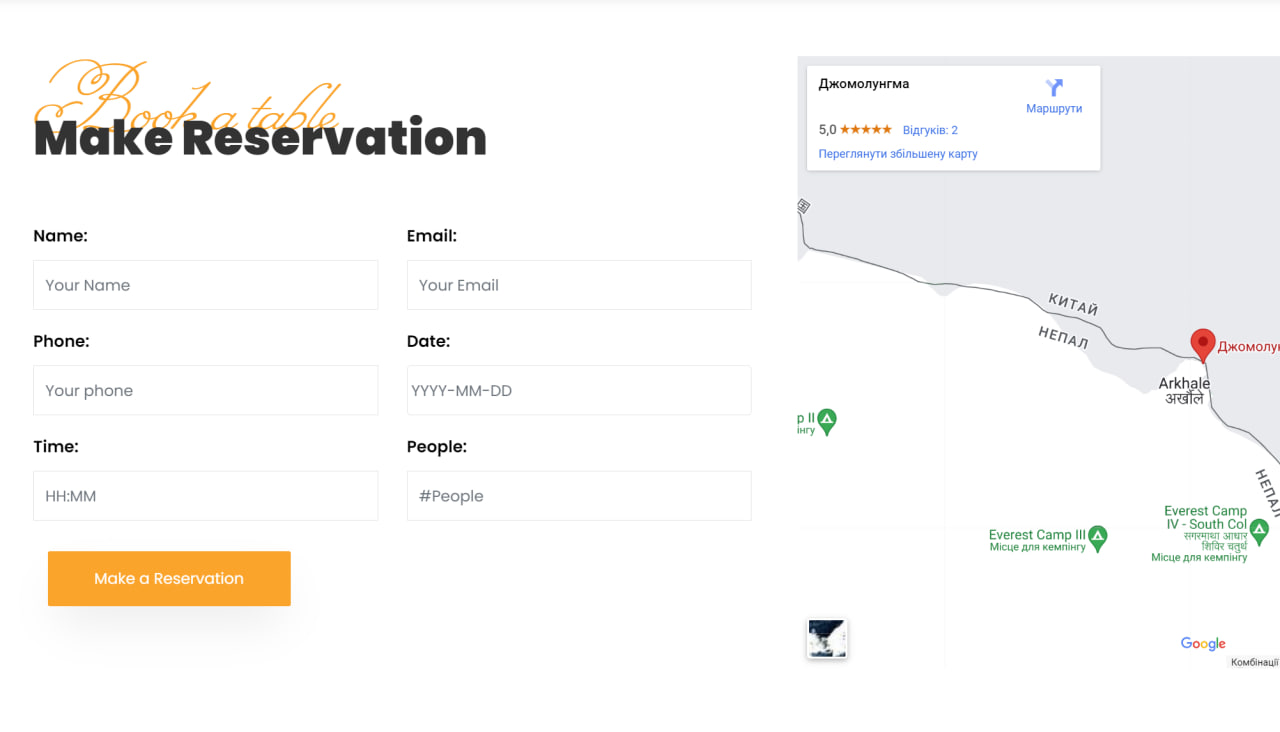 Book a table
Make Reservation
Name:
Your Name
Email:
Your Email
Phone:
Your phone
Date:
YYYY-MM-DD
Time:
HH:MM
People:
#People
Make a Reservation
Джомолунгма
Маршрути
5,0
Відгуків: 2
Переглянути збільшену карту
国
КИТАЙ
НЕПАЛ
Джомолун
Arkhale
अर्खौले
p II
інгу
НЕПАЛ
Everest Camp III
Місце для кемпінгу
Everest Camp
IV - South Col
सगरमाथा आधार
शिविर चतुर्थ
Місце для кемпінгу
Google
Комбінації